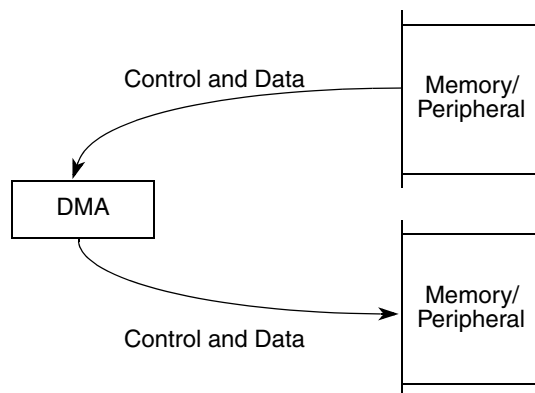 Control and Data
Memory/
Peripheral
DMA
Memory/
Peripheral
Control and Data